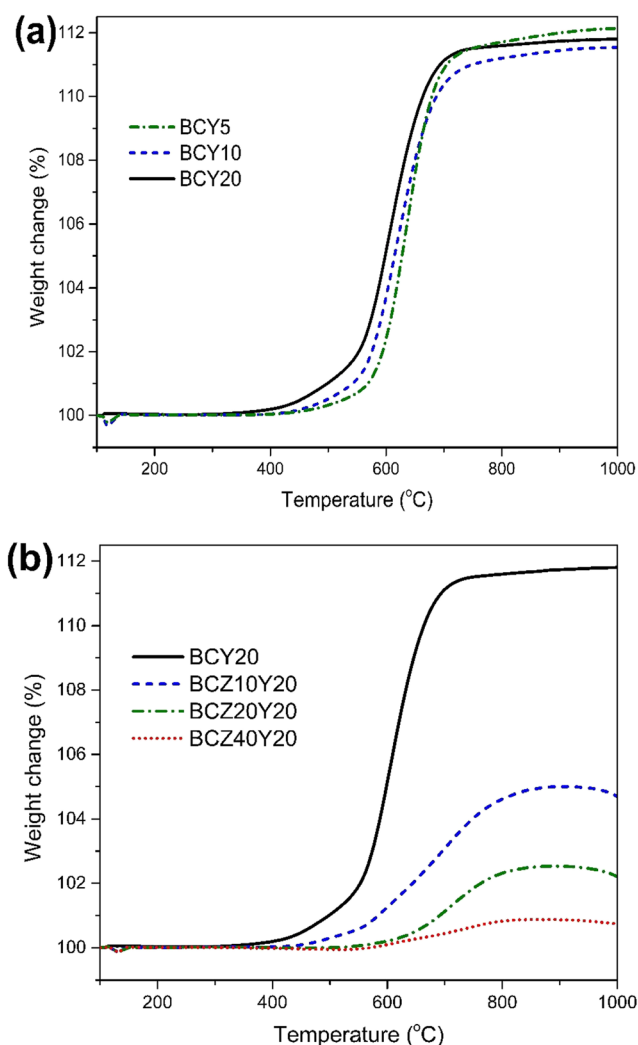 (a)
112
110
108
106
104
102
100
Weight change (%)
BCY5
BCY10
BCY20
200
400
600
800
1000
Temperature (°C)
(b)
112
110
108
106
104
102
100
Weight change (%)
BCY20
BCZ10Y20
BCZ20Y20
BCZ40Y20
200
400
600
800
1000
Temperature (°C)